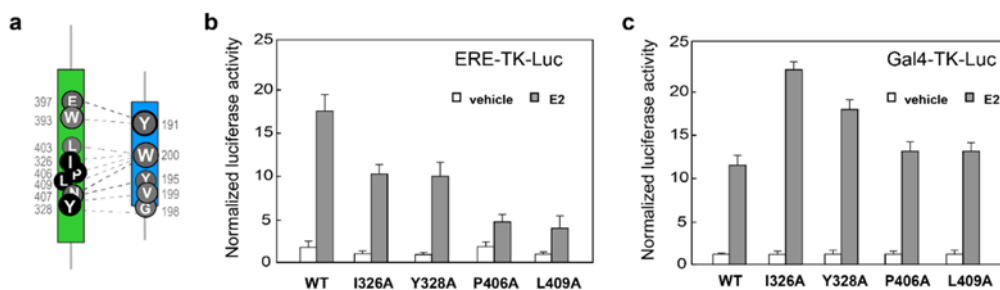 a
397 E
393 W
403 L
326 I
406 P
409 L
407 N
328 Y
Y 191
W 200
Y 195
V 199
G 198
b
Normalized luciferase activity
25
20
15
10
5
0
ERE-TK-Luc
vehicle E2
WT I326A Y328A P406A L409A
c
Normalized luciferase activity
25
20
15
10
5
0
Gal4-TK-Luc
vehicle E2
WT I326A Y328A P406A L409A